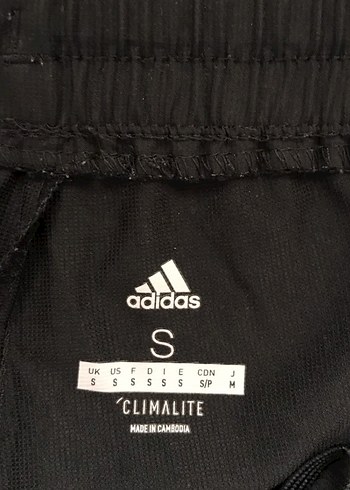 adidas
S
UK US F D I E CDN J
S S S S S S S/P M
CLIMALITE
MADE IN CAMBODIA